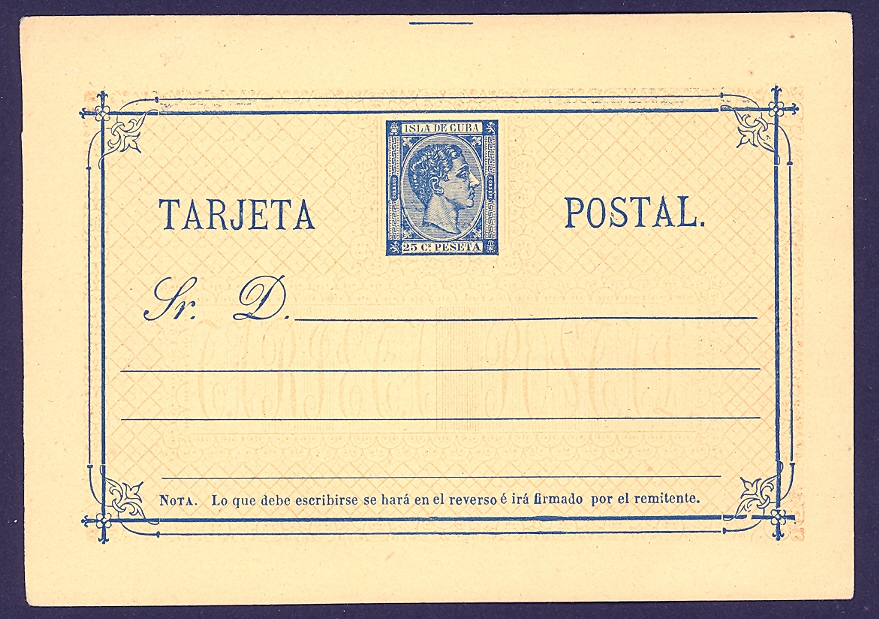 ISLA DE CUBA
25 Cs PESETA
TARJETA POSTAL.
Sr. D.
NOTA. Lo que debe escribirse se hará en el reverso é irá firmado por el remitente.